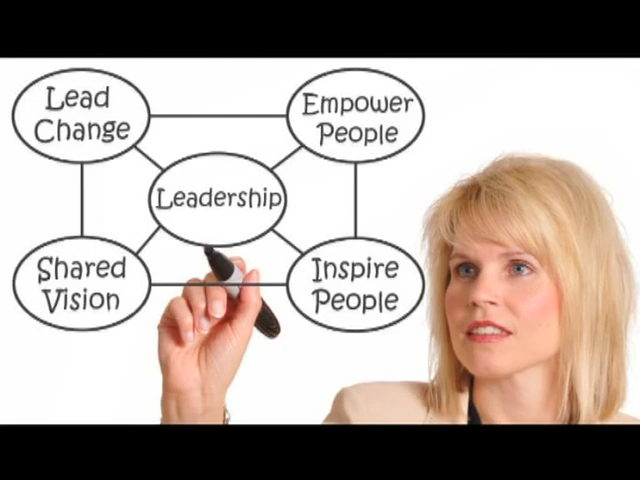 Lead
Change
Empower
People
Leadership
Shared
Vision
Inspire
People